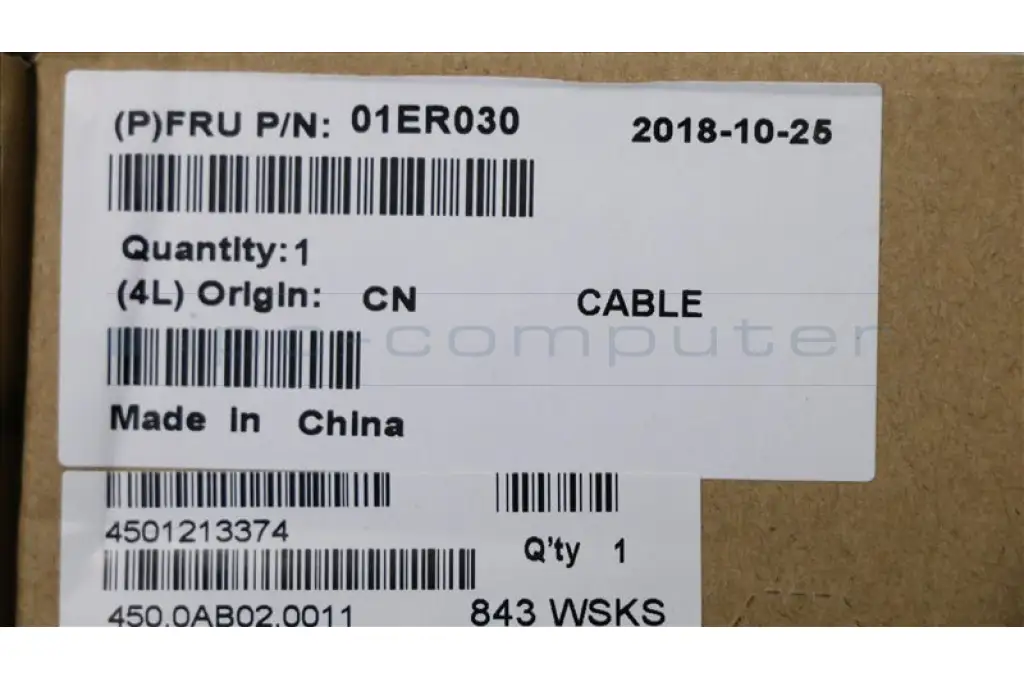 (P)FRU P/N: 01ER030 2018-10-25
Quantity: 1
(4L) Origin: CN CABLE
pc-computer
Made in China
4501213374
Q'ty 1
450.0AB02.0011 843 WSKS